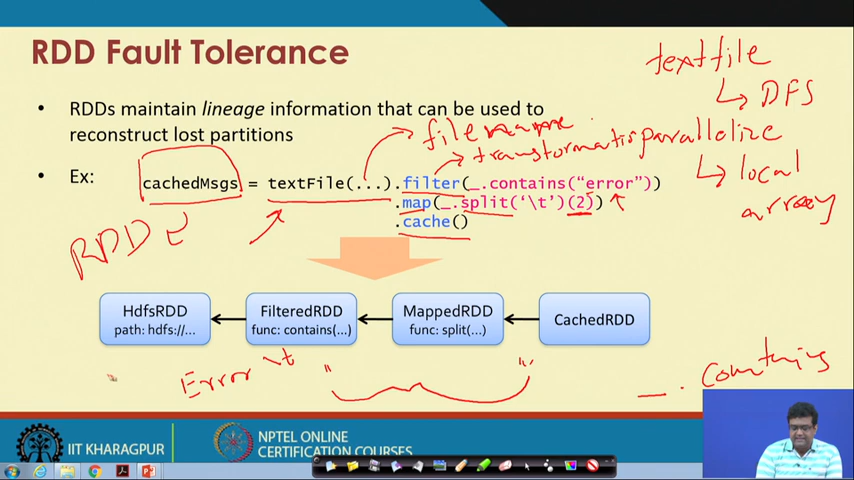 RDD Fault Tolerance
textfile
DFS
• RDDs maintain lineage information that can be used to
reconstruct lost partitions
filename
transformation
parallelize
local
array
• Ex: cachedMsgs = textFile(...).filter(_.contains("error"))
.map(_.split('\t')(2))
.cache()
RDD
HdfsRDD
path: hdfs://...
FilteredRDD
func: contains(...)
MappedRDD
func: split(...)
CachedRDD
Error \t " "
_. Contains
IIT KHARAGPUR
NPTEL ONLINE
CERTIFICATION COURSES